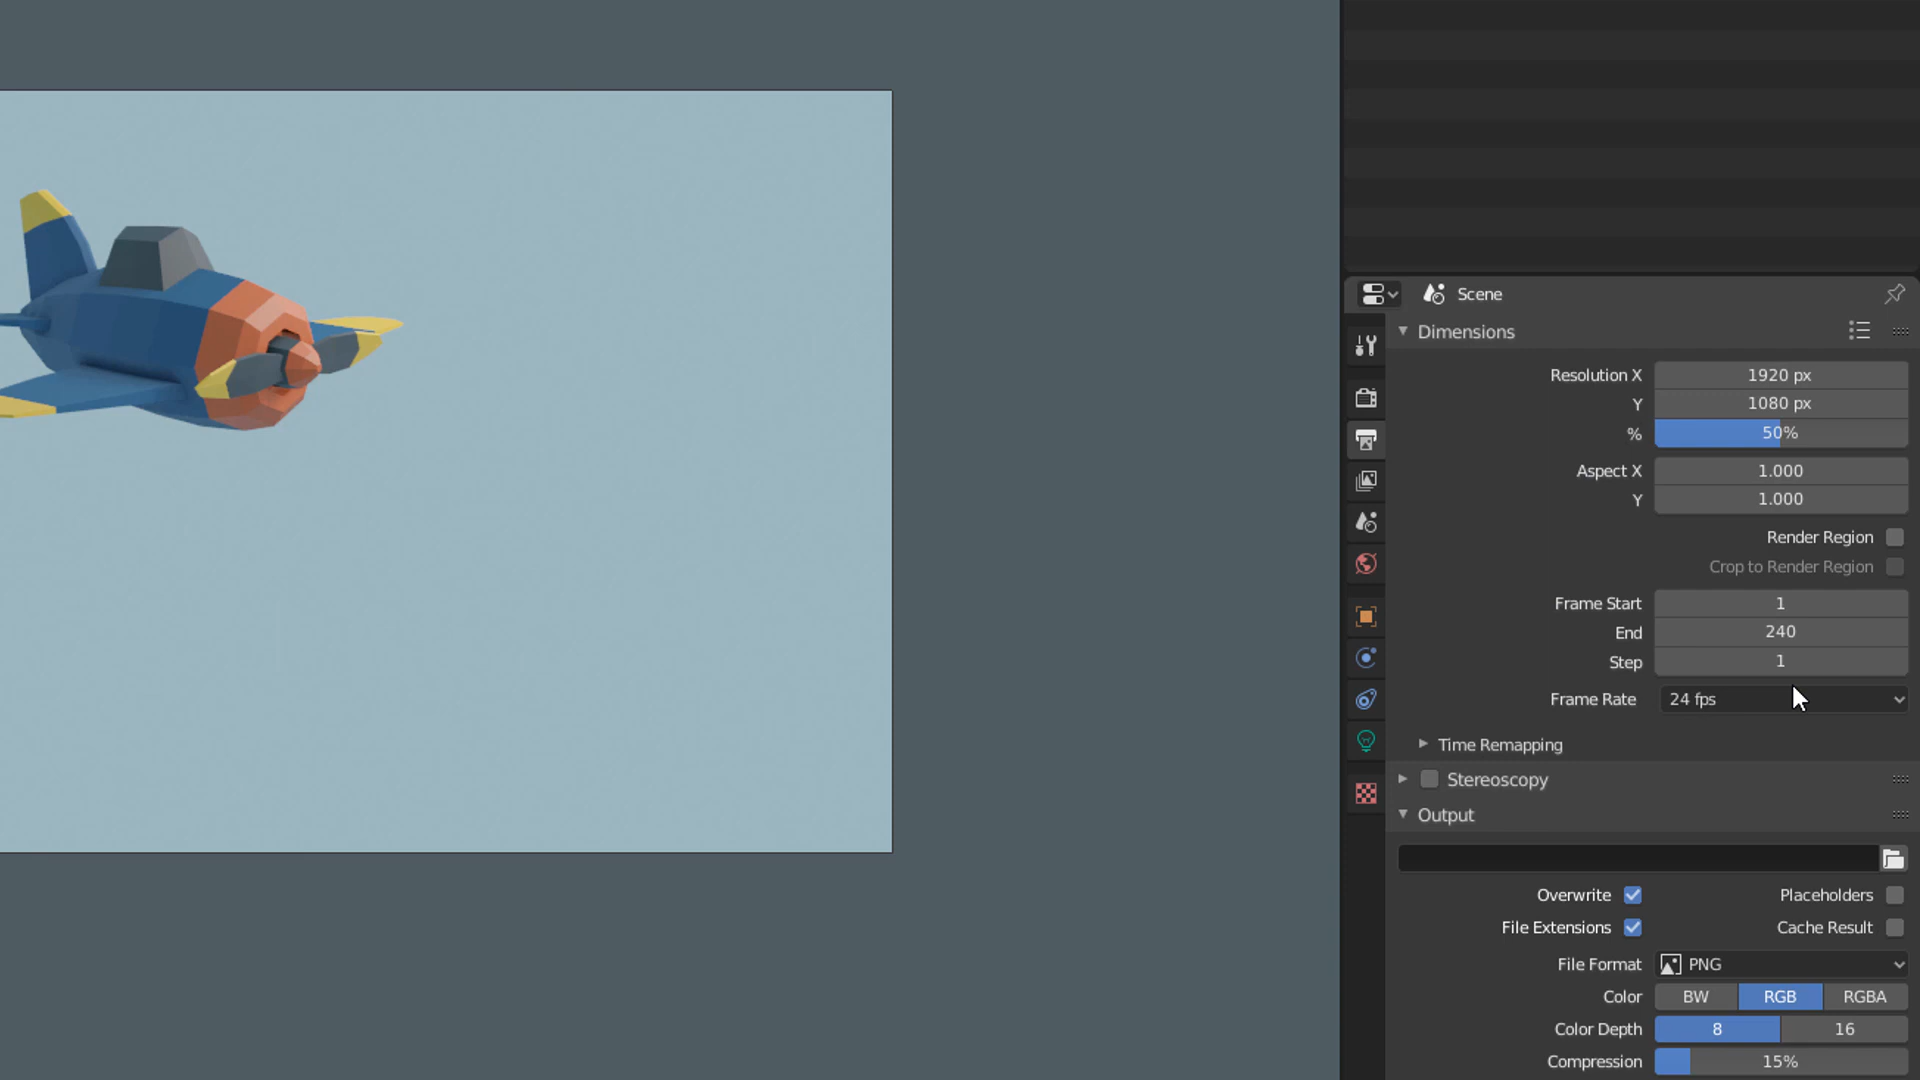 Scene
Dimensions
Resolution X 1920 px
Y 1080 px
% 50%
Aspect X 1.000
Y 1.000
Render Region
Crop to Render Region
Frame Start 1
End 240
Step 1
Frame Rate 24 fps
Time Remapping
Stereoscopy
Output
Overwrite Placeholders
File Extensions Cache Result
File Format PNG
Color BW RGB RGBA
Color Depth 8 16
Compression 15%